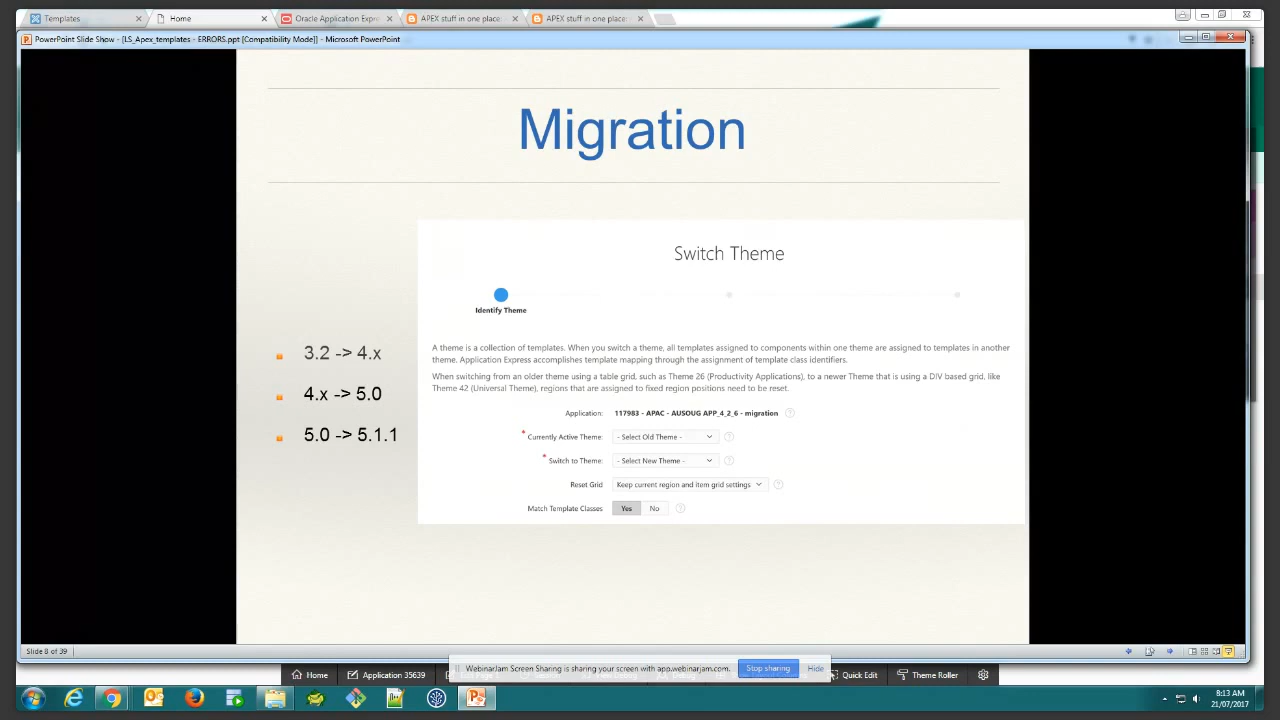 Templates
Home
Oracle Application Expre
APEX stuff in one place:
APEX stuff in one place:
PowerPoint Slide Show - [LS_Apex_templates - ERRORS.ppt [Compatibility Mode]] - Microsoft PowerPoint
Migration
Switch Theme
Identify Theme
3.2 -> 4.x
4.x -> 5.0
5.0 -> 5.1.1
A theme is a collection of templates. When you switch a theme, all templates assigned to components within one theme are assigned to templates in another
theme. Application Express accomplishes template mapping through the assignment of template class identifiers.
When switching from an older theme using a table grid, such as Theme 26 (Productivity Applications), to a newer Theme that is using a DIV based grid, like
Theme 42 (Universal Theme), regions that are assigned to fixed region positions need to be reset.
Application: 117983 - APAC - AUSOUG APP_4_2_6 - migration ?
* Currently Active Theme: - Select Old Theme - ?
* Switch to Theme: - Select New Theme - ?
Reset Grid Keep current region and item grid settings ?
Match Template Classes Yes No ?
Slide 8 of 39
WebinarJam Screen Sharing is sharing your screen with app.webinarjam.com. Stop sharing Hide
Home Application 35639 Quick Edit Theme Roller
8:13 AM
21/07/2017